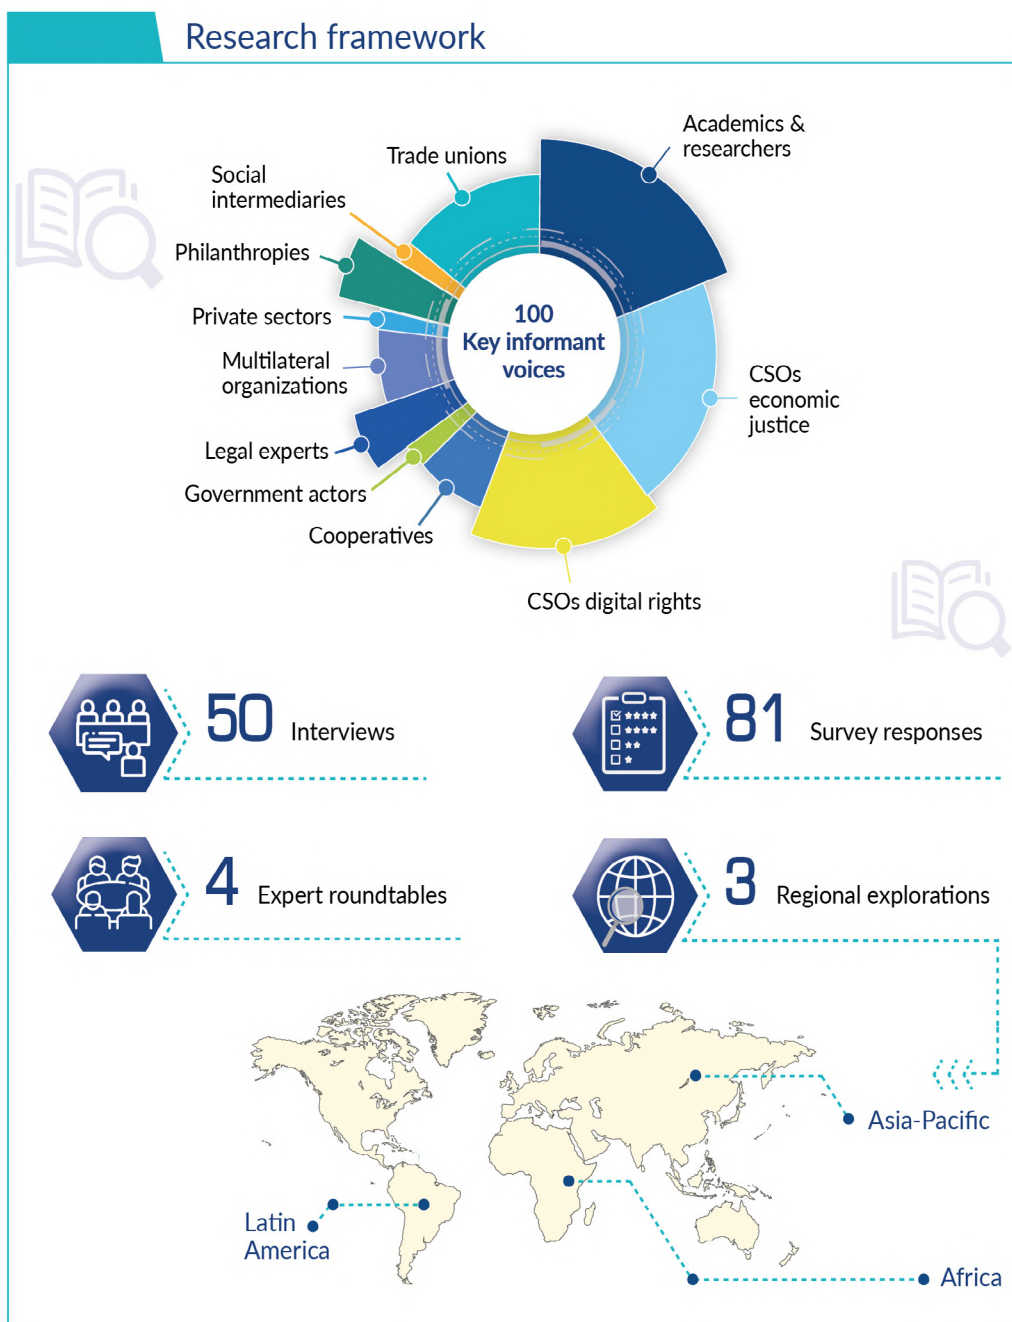 Research framework
Academics &
researchers
Trade unions
Social
intermediaries
Philanthropies
Private sectors
Multilateral
organizations
Legal experts
Government actors
Cooperatives
CSOs digital rights
CSOs
economic
justice
100
Key informant
voices
50 Interviews
81 Survey responses
4 Expert roundtables
3 Regional explorations
Asia-Pacific
Latin
America
Africa